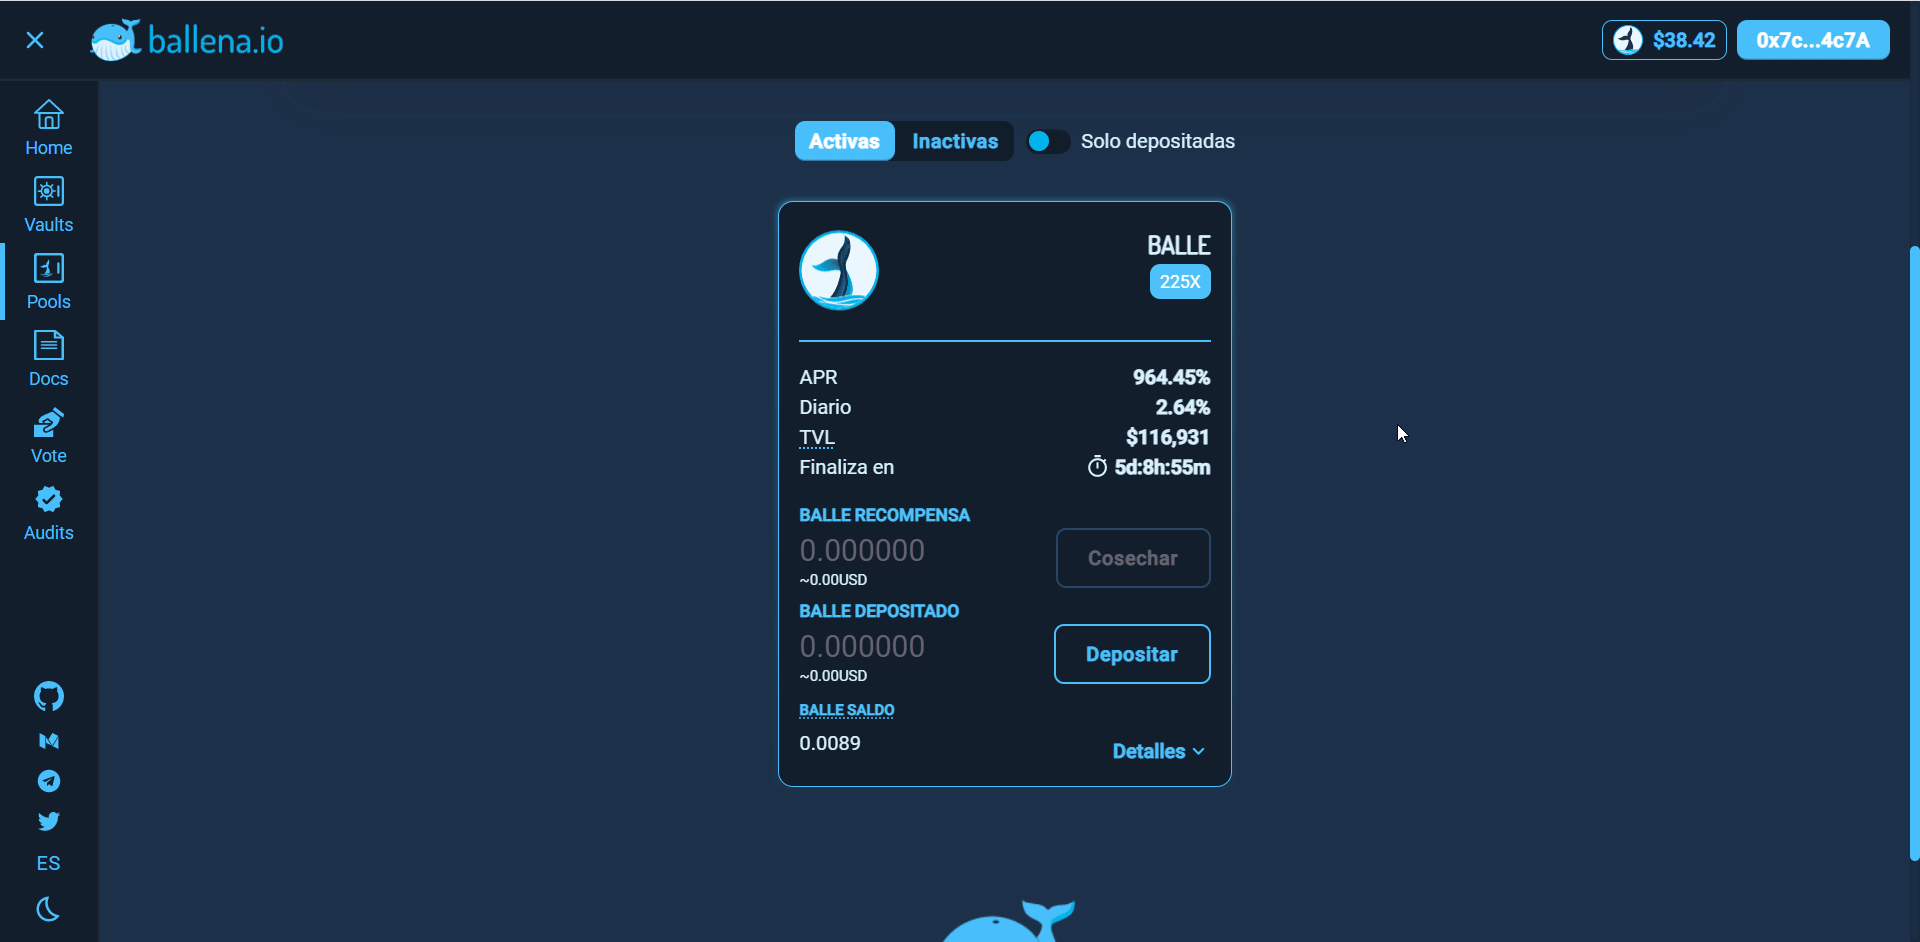 ballena.io
$38.42
0x7c...4c7A
Home
Vaults
Pools
Docs
Vote
Audits
ES
Activas
Inactivas
Solo depositadas
BALLE
225X
APR
964.45%
Diario
2.64%
TVL
$116,931
Finaliza en
5d:8h:55m
BALLE RECOMPENSA
0.000000
~0.00USD
Cosechar
BALLE DEPOSITADO
0.000000
~0.00USD
Depositar
BALLE SALDO
0.0089
Detalles